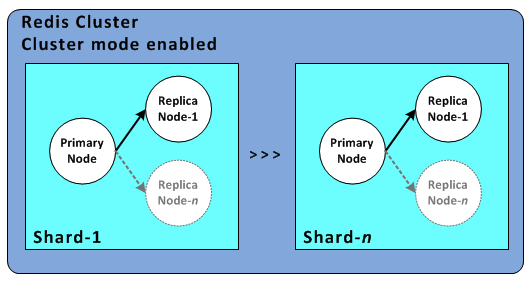 Redis Cluster
Cluster mode enabled
Replica
Node-1
Primary
Node
Replica
Node-n
Shard-1
> > >
Replica
Node-1
Primary
Node
Replica
Node-n
Shard-n